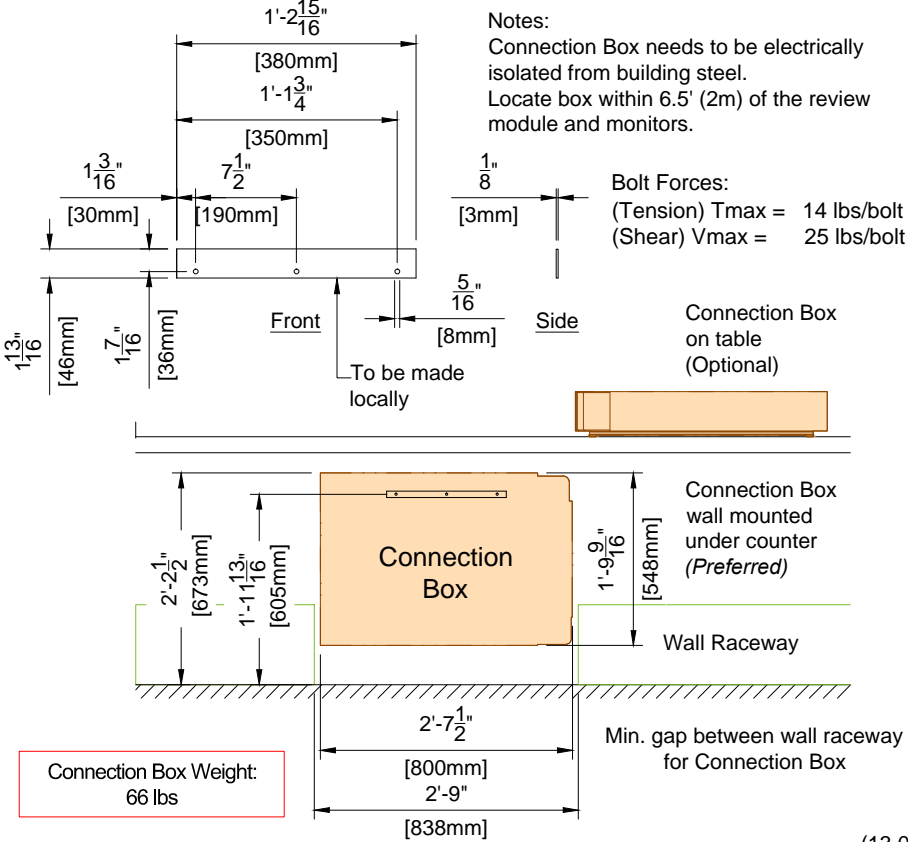 1'-2 15/16"
[380mm]
1'-1 3/4"
[350mm]
1 3/16"
[30mm]
7 1/2"
[190mm]
1/8"
[3mm]
Notes:
Connection Box needs to be electrically
isolated from building steel.
Locate box within 6.5' (2m) of the review
module and monitors.
Bolt Forces:
(Tension) Tmax = 14 lbs/bolt
(Shear) Vmax = 25 lbs/bolt
1 13/16"
[46mm]
1 7/16"
[36mm]
Front
5/16"
[8mm]
Side
To be made
locally
Connection Box
on table
(Optional)
2'-2 1/2"
[673mm]
1'-11 13/16"
[605mm]
Connection
Box
1'-9 9/16"
[548mm]
Connection Box
wall mounted
under counter
(Preferred)
Wall Raceway
2'-7 1/2"
[800mm]
2'-9"
[838mm]
Min. gap between wall raceway
for Connection Box
Connection Box Weight:
66 lbs